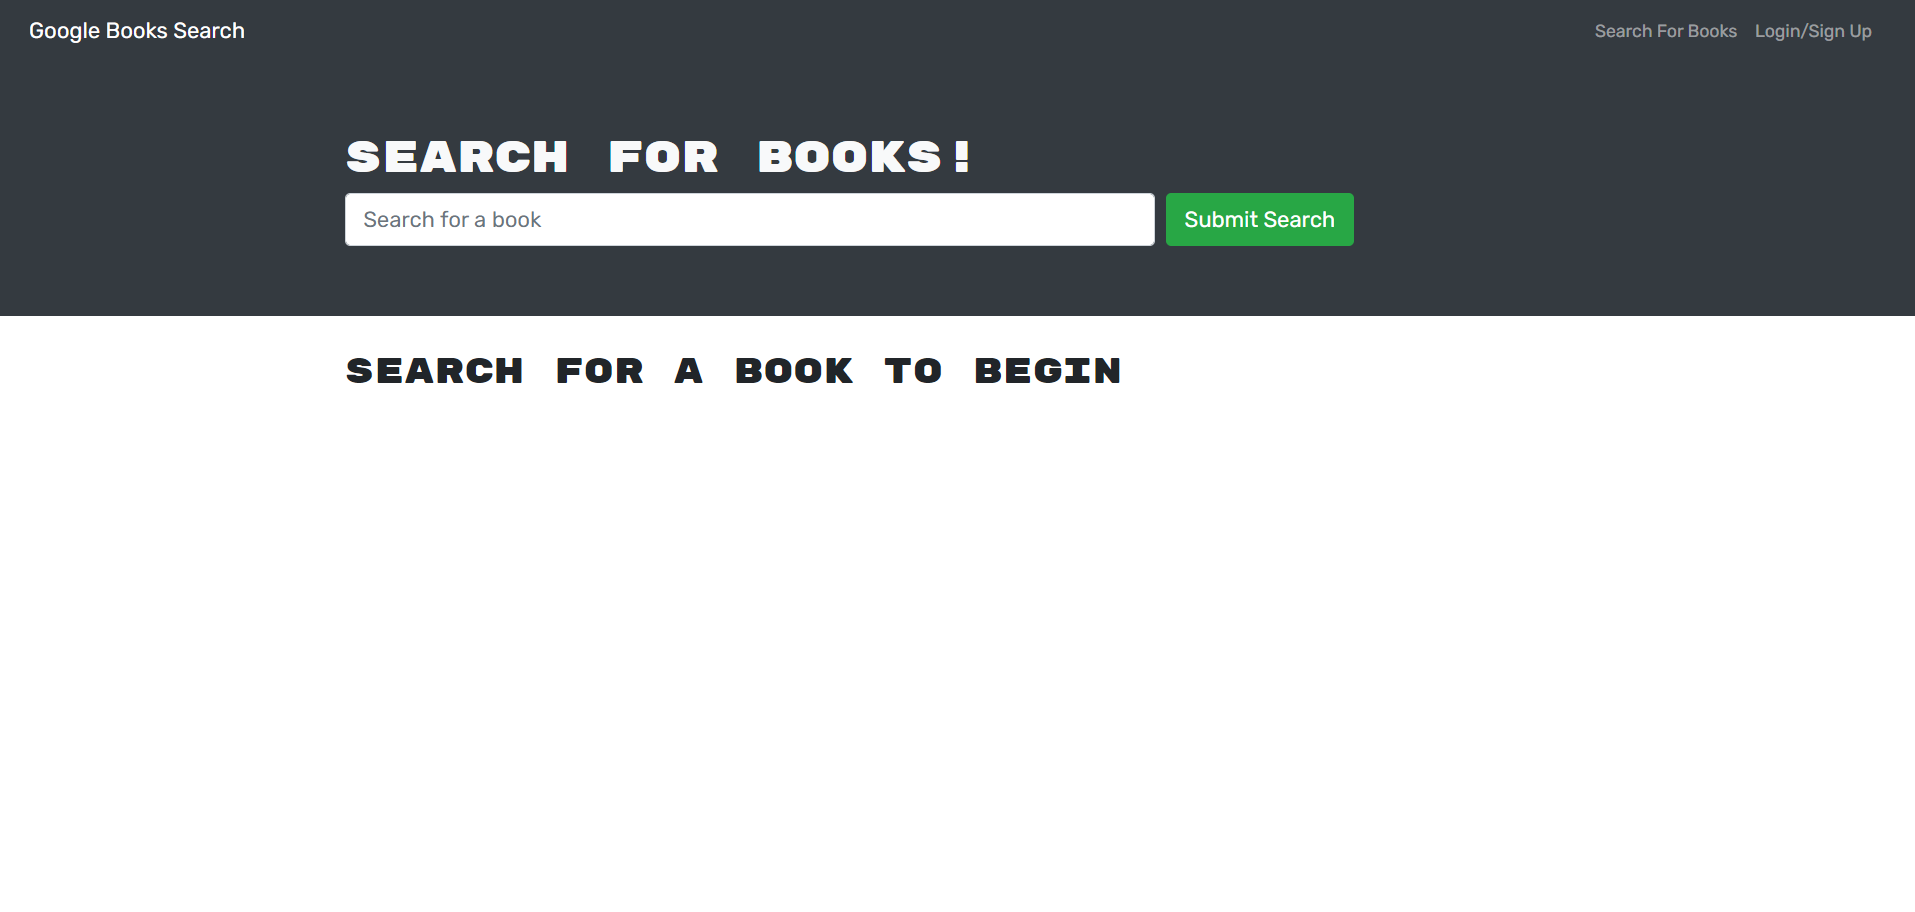 Google Books Search
Search For Books
Login/Sign Up
SEARCH FOR BOOKS!
Search for a book
Submit Search
SEARCH FOR A BOOK TO BEGIN